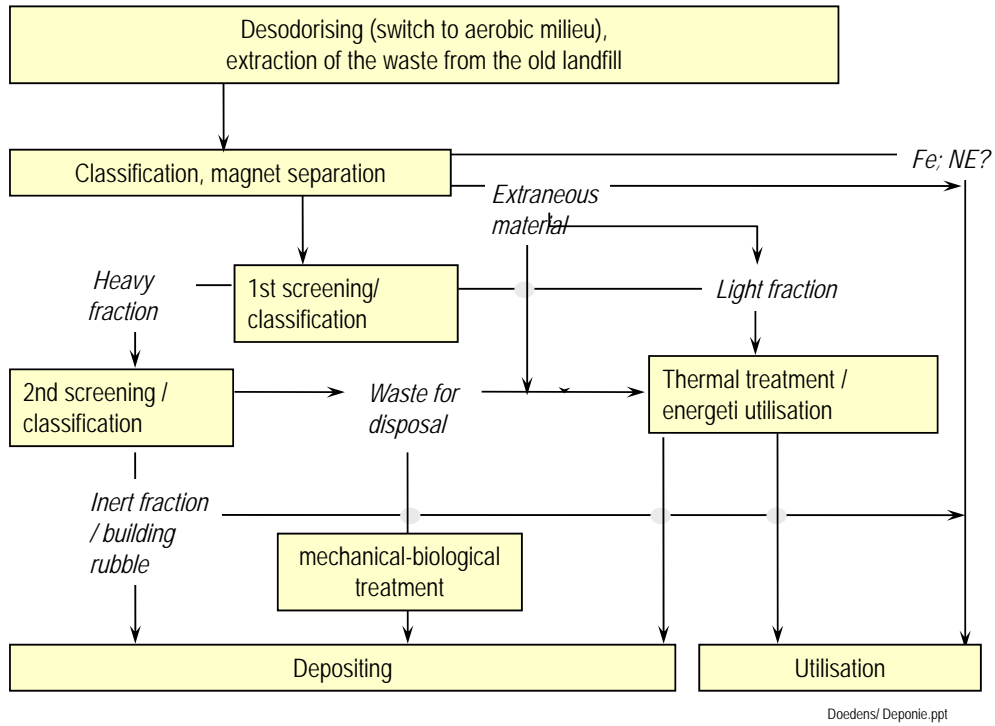 Desodorising (switch to aerobic milieu),
extraction of the waste from the old landfill
Classification, magnet separation
Fe; NE?
Extraneous
material
Heavy
fraction
1st screening/
classification
Light fraction
2nd screening /
classification
Waste for
disposal
Thermal treatment /
energeti utilisation
Inert fraction
/ building
rubble
mechanical-biological
treatment
Depositing
Utilisation
Doedens/ Deponie.ppt